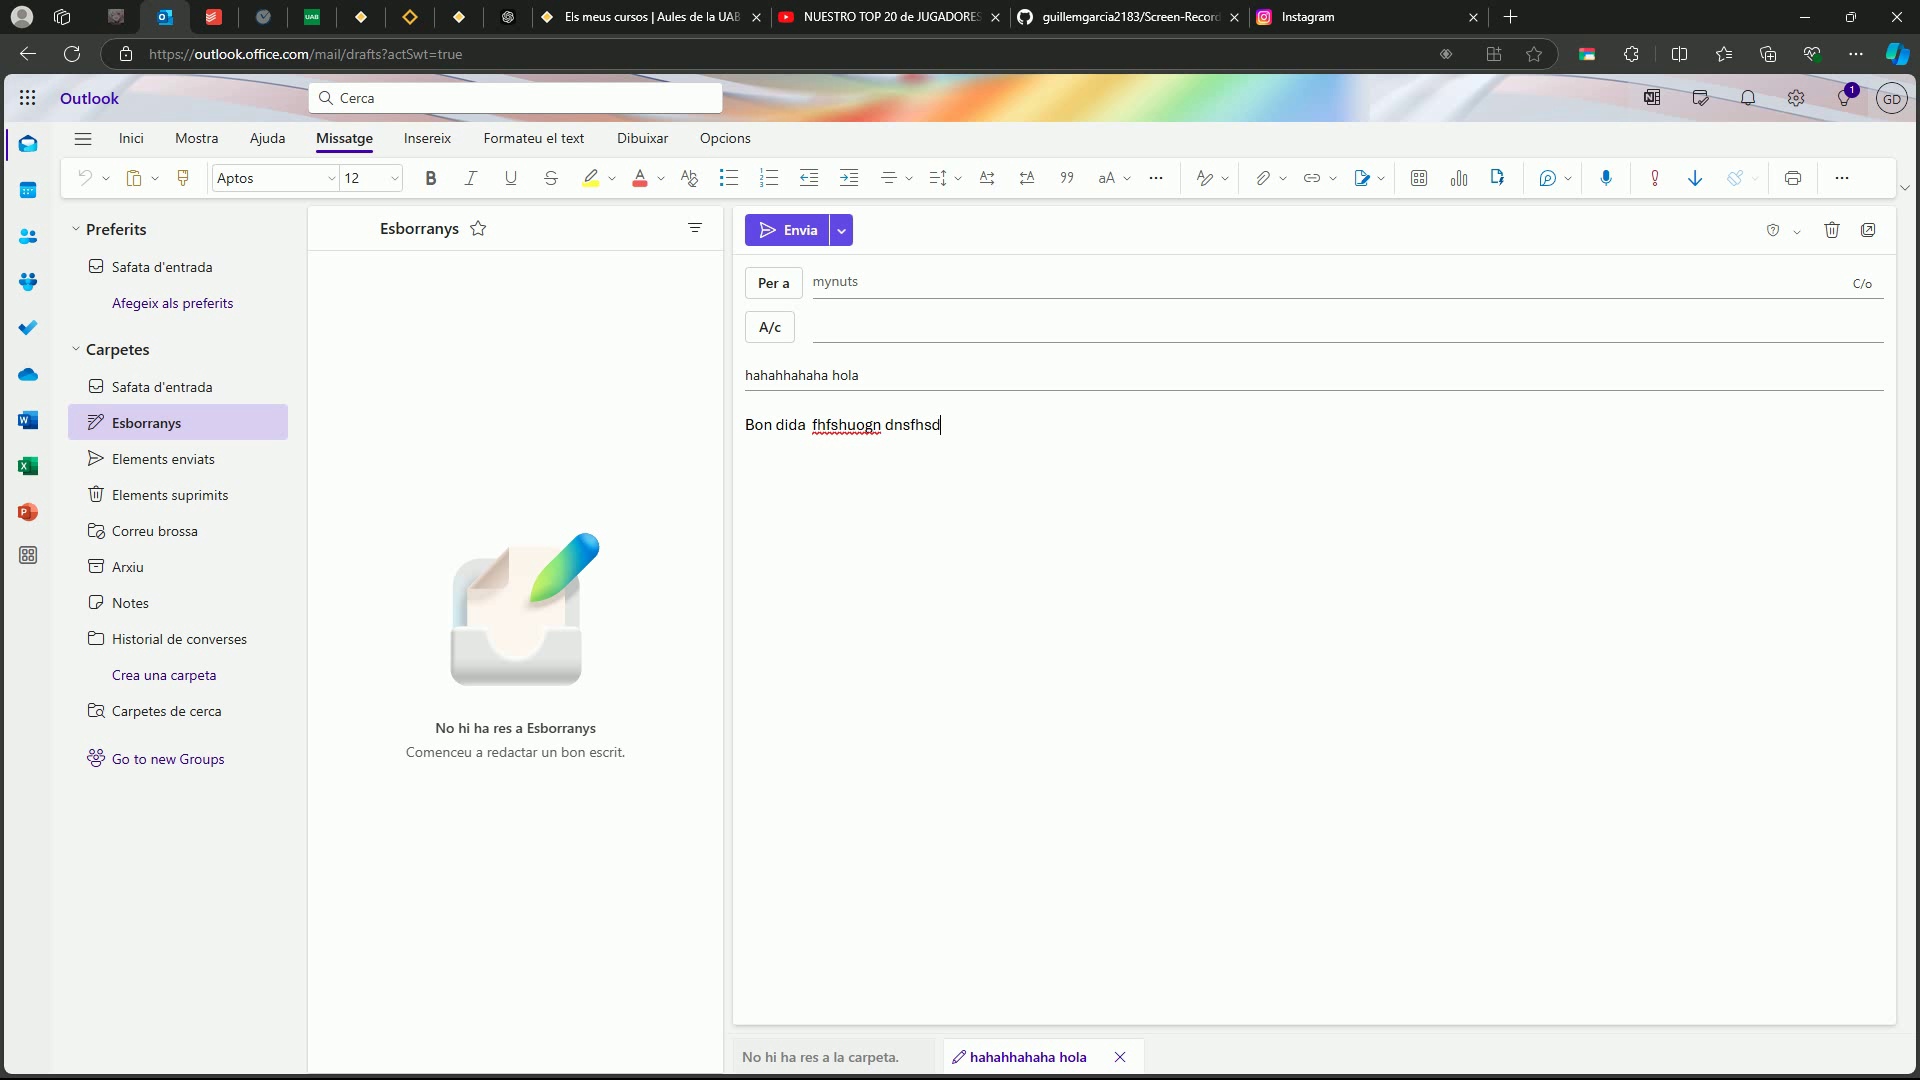 Els meus cursos | Aules de la UAB
NUESTRO TOP 20 de JUGADORES
guillemgarcia2183/Screen-Record
Instagram
https://outlook.office.com/mail/drafts?actSwt=true
Outlook
Cerca
1
GD
Inici
Mostra
Ajuda
Missatge
Insereix
Formateu el text
Dibuixar
Opcions
Aptos
12
Preferits
Safata d'entrada
Afegeix als preferits
Carpetes
Safata d'entrada
Esborranys
Elements enviats
Elements suprimits
Correu brossa
Arxiu
Notes
Historial de converses
Crea una carpeta
Carpetes de cerca
Go to new Groups
Esborranys
No hi ha res a Esborranys
Comenceu a redactar un bon escrit.
Envia
Per a
mynuts
C/o
A/c
hahahhahaha hola
Bon dida fhfshuogn dnsfhsd
No hi ha res a la carpeta.
hahahhahaha hola